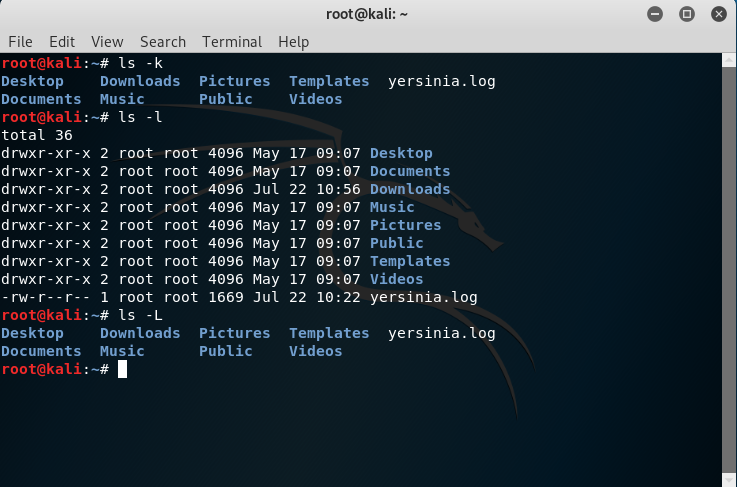 root@kali: ~
File Edit View Search Terminal Help
root@kali:~# ls -k
Desktop    Downloads  Pictures  Templates  yersinia.log
Documents  Music      Public    Videos
root@kali:~# ls -l
total 36
drwxr-xr-x 2 root root 4096 May 17 09:07 Desktop
drwxr-xr-x 2 root root 4096 May 17 09:07 Documents
drwxr-xr-x 2 root root 4096 Jul 22 10:56 Downloads
drwxr-xr-x 2 root root 4096 May 17 09:07 Music
drwxr-xr-x 2 root root 4096 May 17 09:07 Pictures
drwxr-xr-x 2 root root 4096 May 17 09:07 Public
drwxr-xr-x 2 root root 4096 May 17 09:07 Templates
drwxr-xr-x 2 root root 4096 May 17 09:07 Videos
-rw-r--r-- 1 root root 1669 Jul 22 10:22 yersinia.log
root@kali:~# ls -L
Desktop    Downloads  Pictures  Templates  yersinia.log
Documents  Music      Public    Videos
root@kali:~#